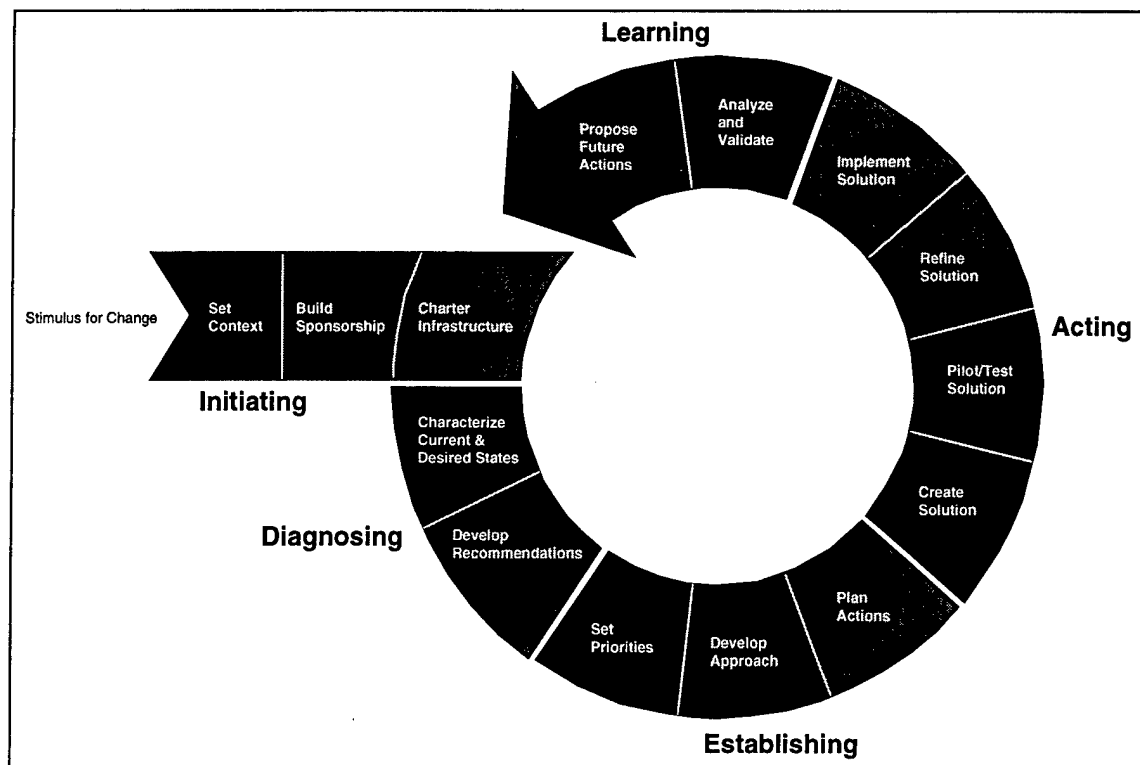 Learning
Propose
Future
Actions
Analyze
and
Validate
Implement
Solution
Refine
Solution
Acting
Pilot/Test
Solution
Create
Solution
Stimulus for Change
Set
Context
Build
Sponsorship
Charter
Infrastructure
Initiating
Characterize
Current &
Desired States
Diagnosing
Develop
Recommendations
Set
Priorities
Develop
Approach
Plan
Actions
Establishing